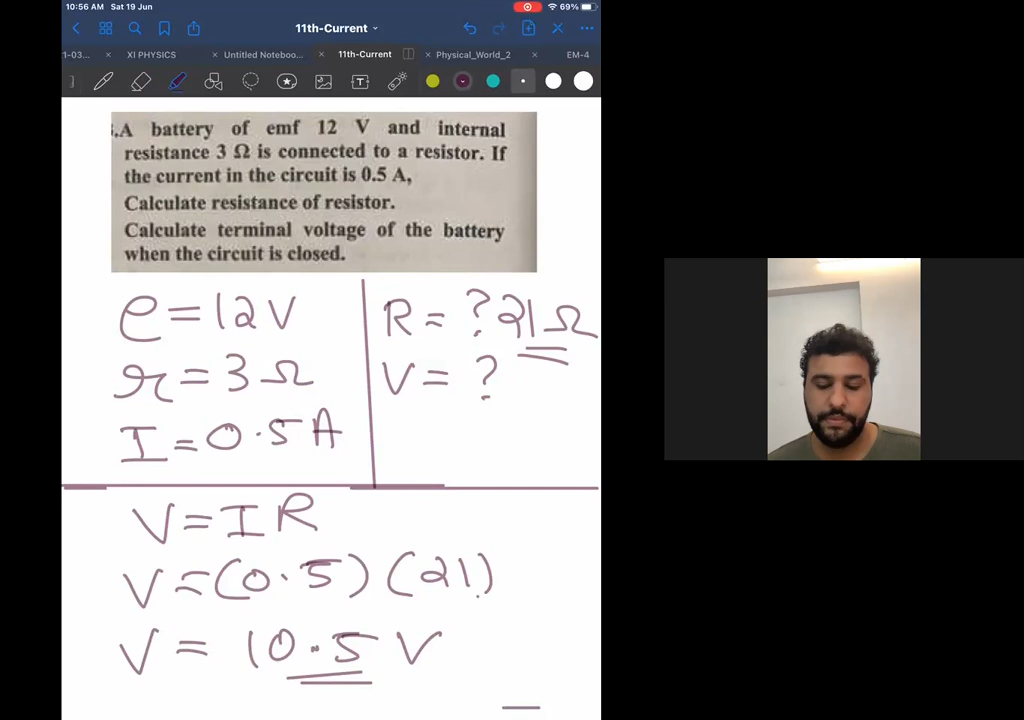 10:56 AM Sat 19 Jun
69%
11th-Current
1-03...
XI PHYSICS
Untitled Noteboo...
11th-Current
Physical_World_2
EM-4
A battery of emf 12 V and internal
resistance 3 Ω is connected to a resistor. If
the current in the circuit is 0.5 A,
Calculate resistance of resistor.
Calculate terminal voltage of the battery
when the circuit is closed.
e = 12 V
r = 3 Ω
I = 0.5 A
R = ? 21 Ω
V = ?
V = I R
V = (0.5) (21)
V = 10.5 V